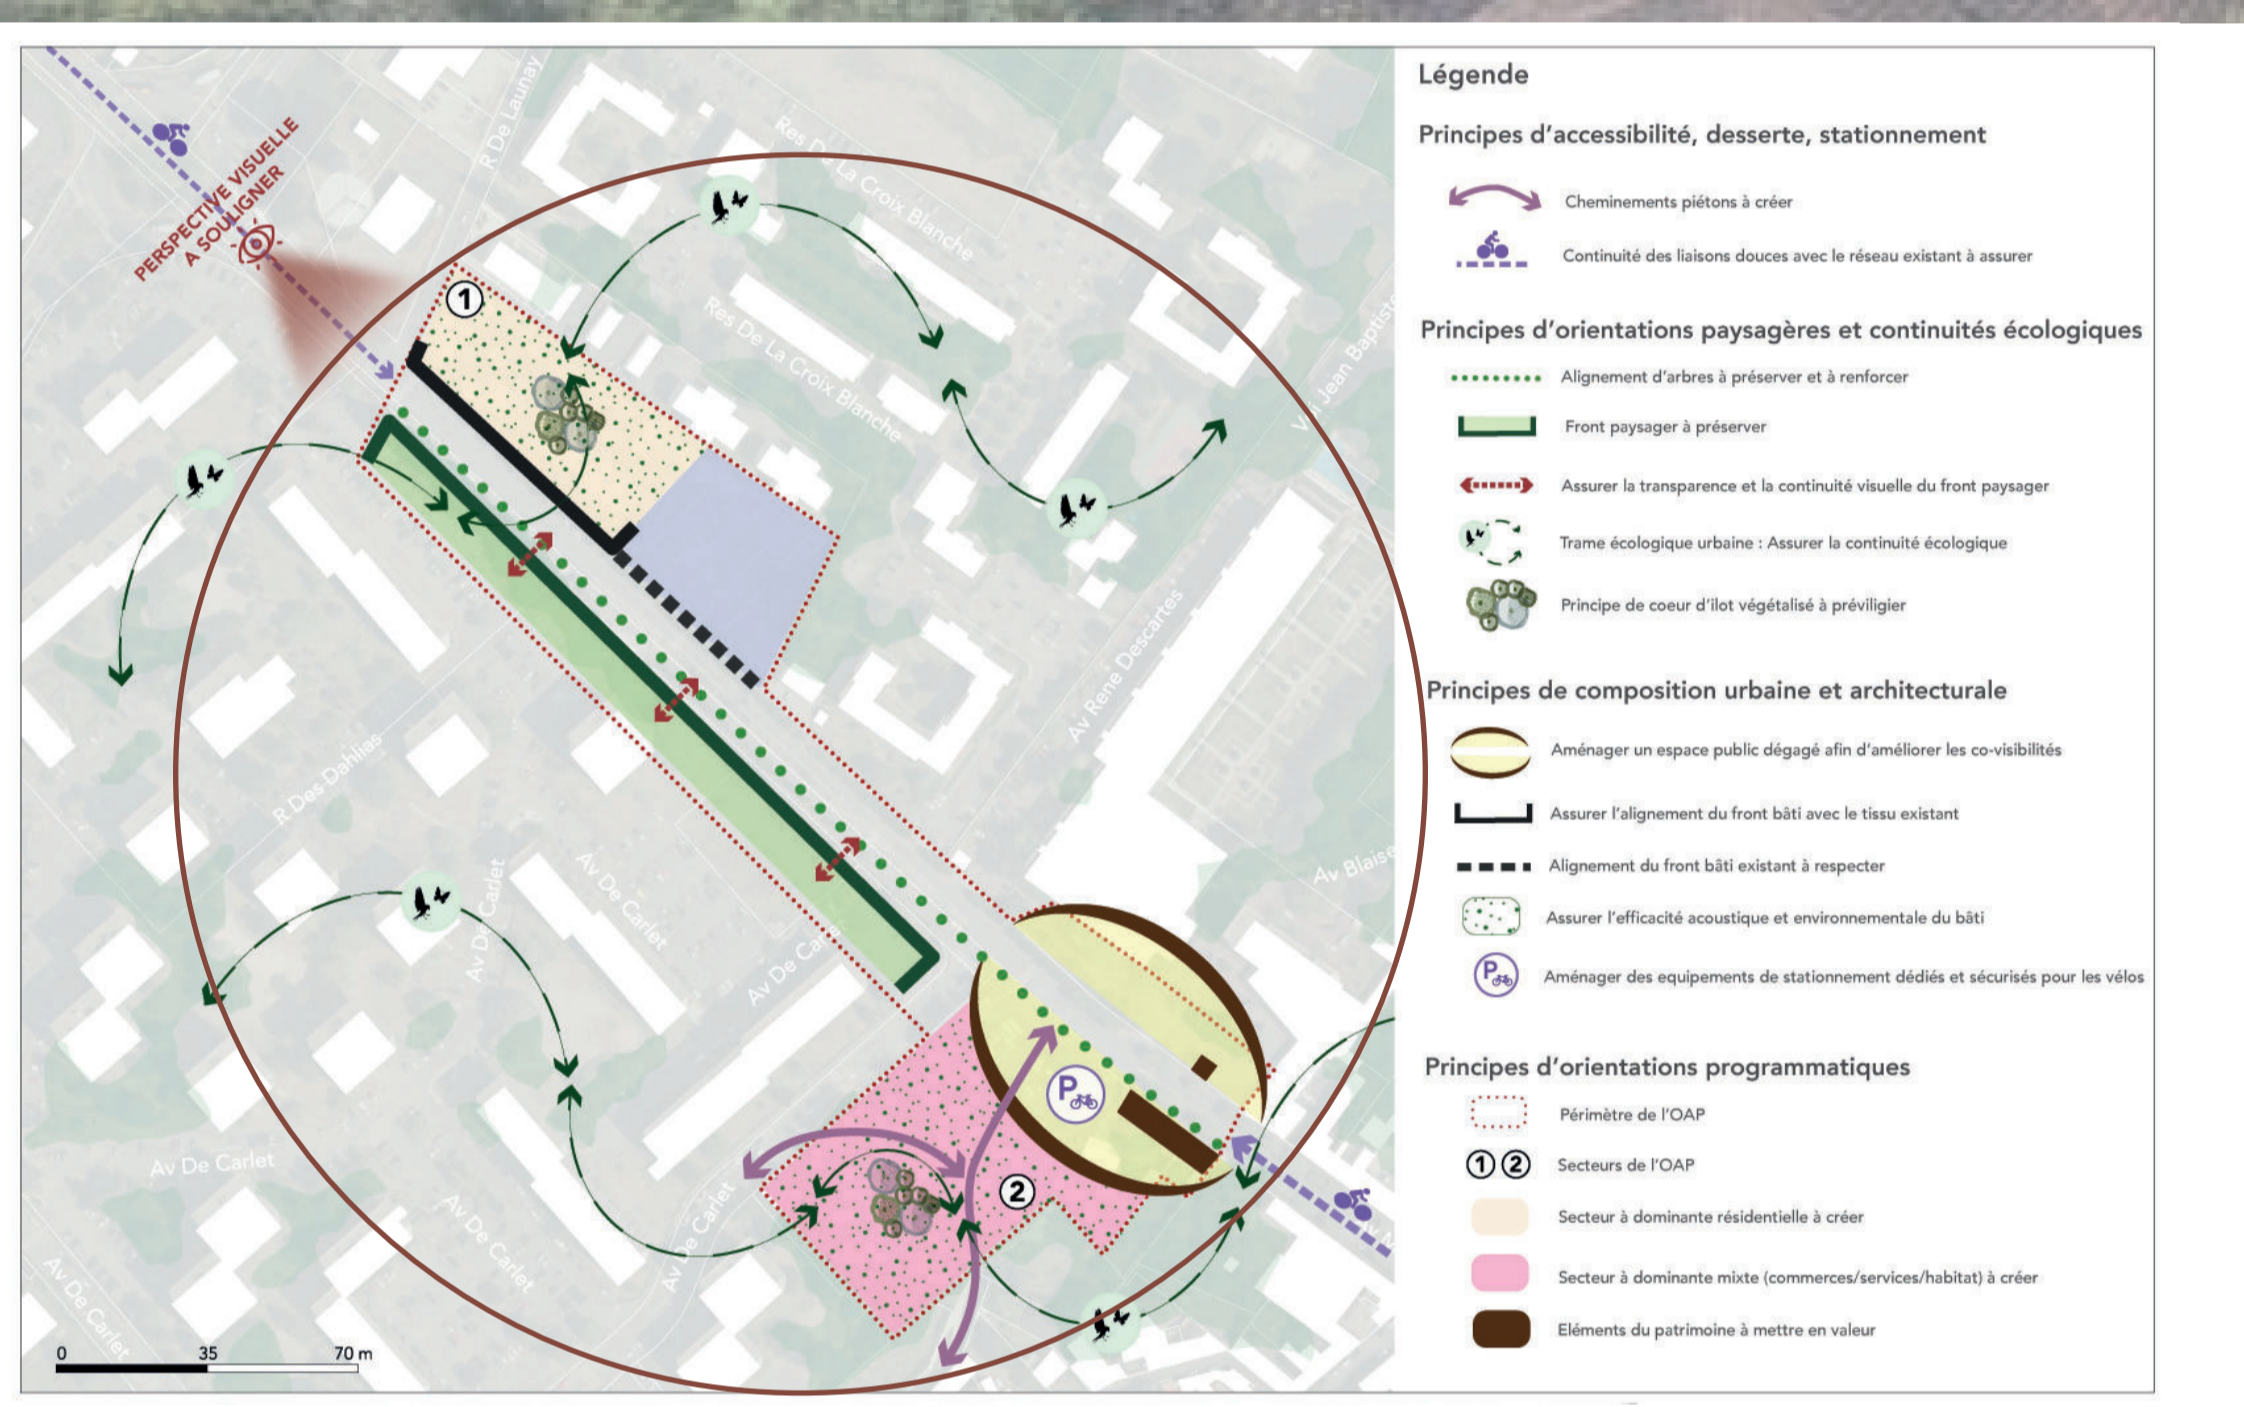 PERSPECTIVE VISUELLE
A SOULIGNER
R De Launay
Res De La Croix Blanche
Res De La Croix Blanche
1
Av Rene Descartes
R Des Dahlias
Av De Carlet
Av De Carlet
Av De
Av Blaise
P
2
Av De Carlet
Av De Carlet
Av De Carlet
Av De Carlet
0 35 70 m
Légende
Principes d'accessibilité, desserte, stationnement
Cheminements piétons à créer
Continuité des liaisons douces avec le réseau existant à assurer
Principes d'orientations paysagères et continuités écologiques
Alignement d'arbres à préserver et à renforcer
Front paysager à préserver
Assurer la transparence et la continuité visuelle du front paysager
Trame écologique urbaine : Assurer la continuité écologique
Principe de coeur d'ilot végétalisé à préviligier
Principes de composition urbaine et architecturale
Aménager un espace public dégagé afin d'améliorer les co-visibilités
Assurer l'alignement du front bâti avec le tissu existant
Alignement du front bâti existant à respecter
Assurer l'efficacité acoustique et environnementale du bâti
P Aménager des equipements de stationnement dédiés et sécurisés pour les vélos
Principes d'orientations programmatiques
Périmètre de l'OAP
1 2 Secteurs de l'OAP
Secteur à dominante résidentielle à créer
Secteur à dominante mixte (commerces/services/habitat) à créer
Eléments du patrimoine à mettre en valeur